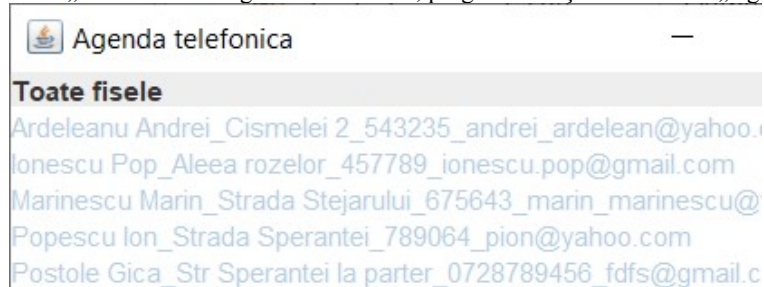 Agenda telefonica
Toate fisele
Ardeleanu Andrei_Cismelei 2_543235_andrei_ardelean@yahoo.
Ionescu Pop_Aleea rozelor_457789_ionescu.pop@gmail.com
Marinescu Marin_Strada Stejarului_675643_marin_marinescu@
Popescu Ion_Strada Sperantei_789064_pion@yahoo.com
Postole Gica_Str Sperantei la parter_0728789456_fdfs@gmail.c